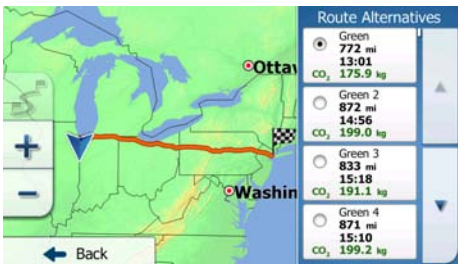 Route Alternatives
Green
772 mi
13:01
CO₂ 175.9 kg
Green 2
872 mi
14:56
CO₂ 199.0 kg
Green 3
833 mi
15:18
CO₂ 191.1 kg
Green 4
871 mi
15:10
CO₂ 199.2 kg
Ottav
Washin
+
−
Back